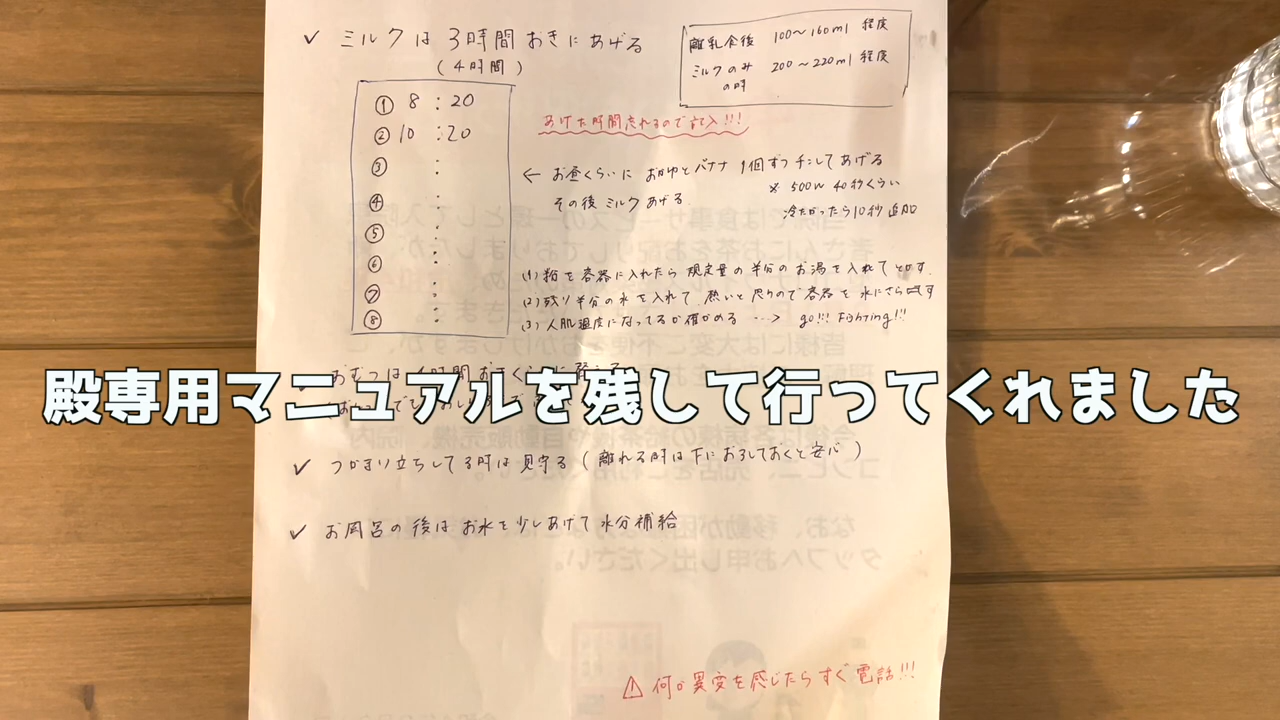 ✓ ミルクは3時間おきにあげる
(4時間)
離乳食後 100〜160ml 程度
ミルクのみの時 200〜220ml 程度
① 8:20
② 10:20
③ :
④ :
⑤ :
⑥ :
⑦ :
⑧ :
あげた時間忘れるので記入!!!
← お昼くらいに おかゆとバナナ 1個ずつチンしてあげる
※ 500W 40秒くらい
その後ミルクあげる
冷たかったら10秒追加
(1) 粉を容器に入れたら 規定量の半分のお湯を入れてとかす
(2) 残り半分の水を入れて 熱いと思うので容器を水にさらす
(3) 人肌温度になってるか確かめる …> go!!! Fighting!!!
おむつは 時間おきくらいに
殿専用マニュアルを残して行ってくれました
✓ つかまり立ちしてる時は見守る (離れる時は下におろしておくと安心)
✓ お風呂の後はお水を少しあげて水分補給
⚠ 何か異変を感じたらすぐ電話!!!